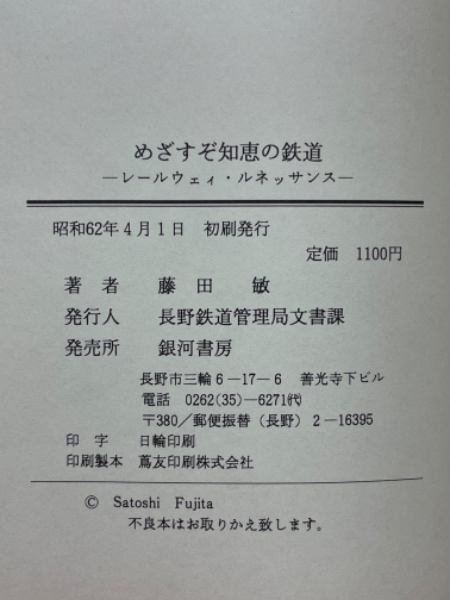 めざすぞ知恵の鉄道
―レールウェィ・ルネッサンス―
昭和62年4月1日 初刷発行
定価 1100円
著者 藤田 敏
発行人 長野鉄道管理局文書課
発売所 銀河書房
長野市三輪6－17－6 善光寺下ビル
電話 0262(35)－6271㈹
〒380／郵便振替（長野）2－16395
印字 日輪印刷
印刷製本 蔦友印刷株式会社
© Satoshi Fujita
不良本はお取りかえ致します。